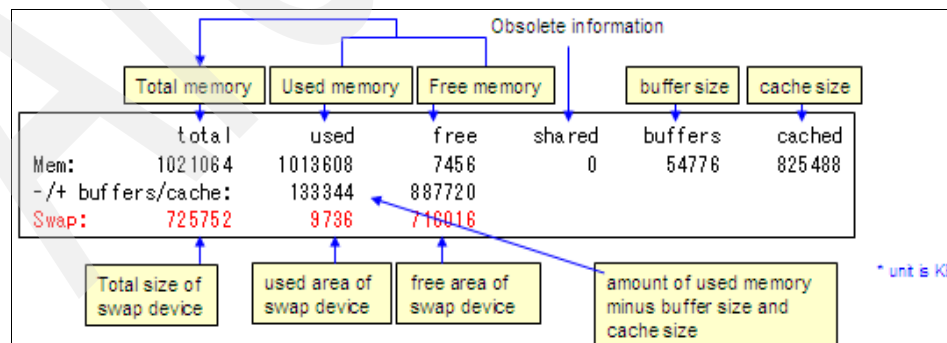 Obsolete information
Total memory Used memory Free memory buffer size cache size
total used free shared buffers cached
Mem: 1021064 1013608 7456 0 54776 825488
-/+ buffers/cache: 133344 887720
Swap: 725752 9736 716016
Total size of swap device
used area of swap device
free area of swap device
amount of used memory minus buffer size and cache size
* unit is